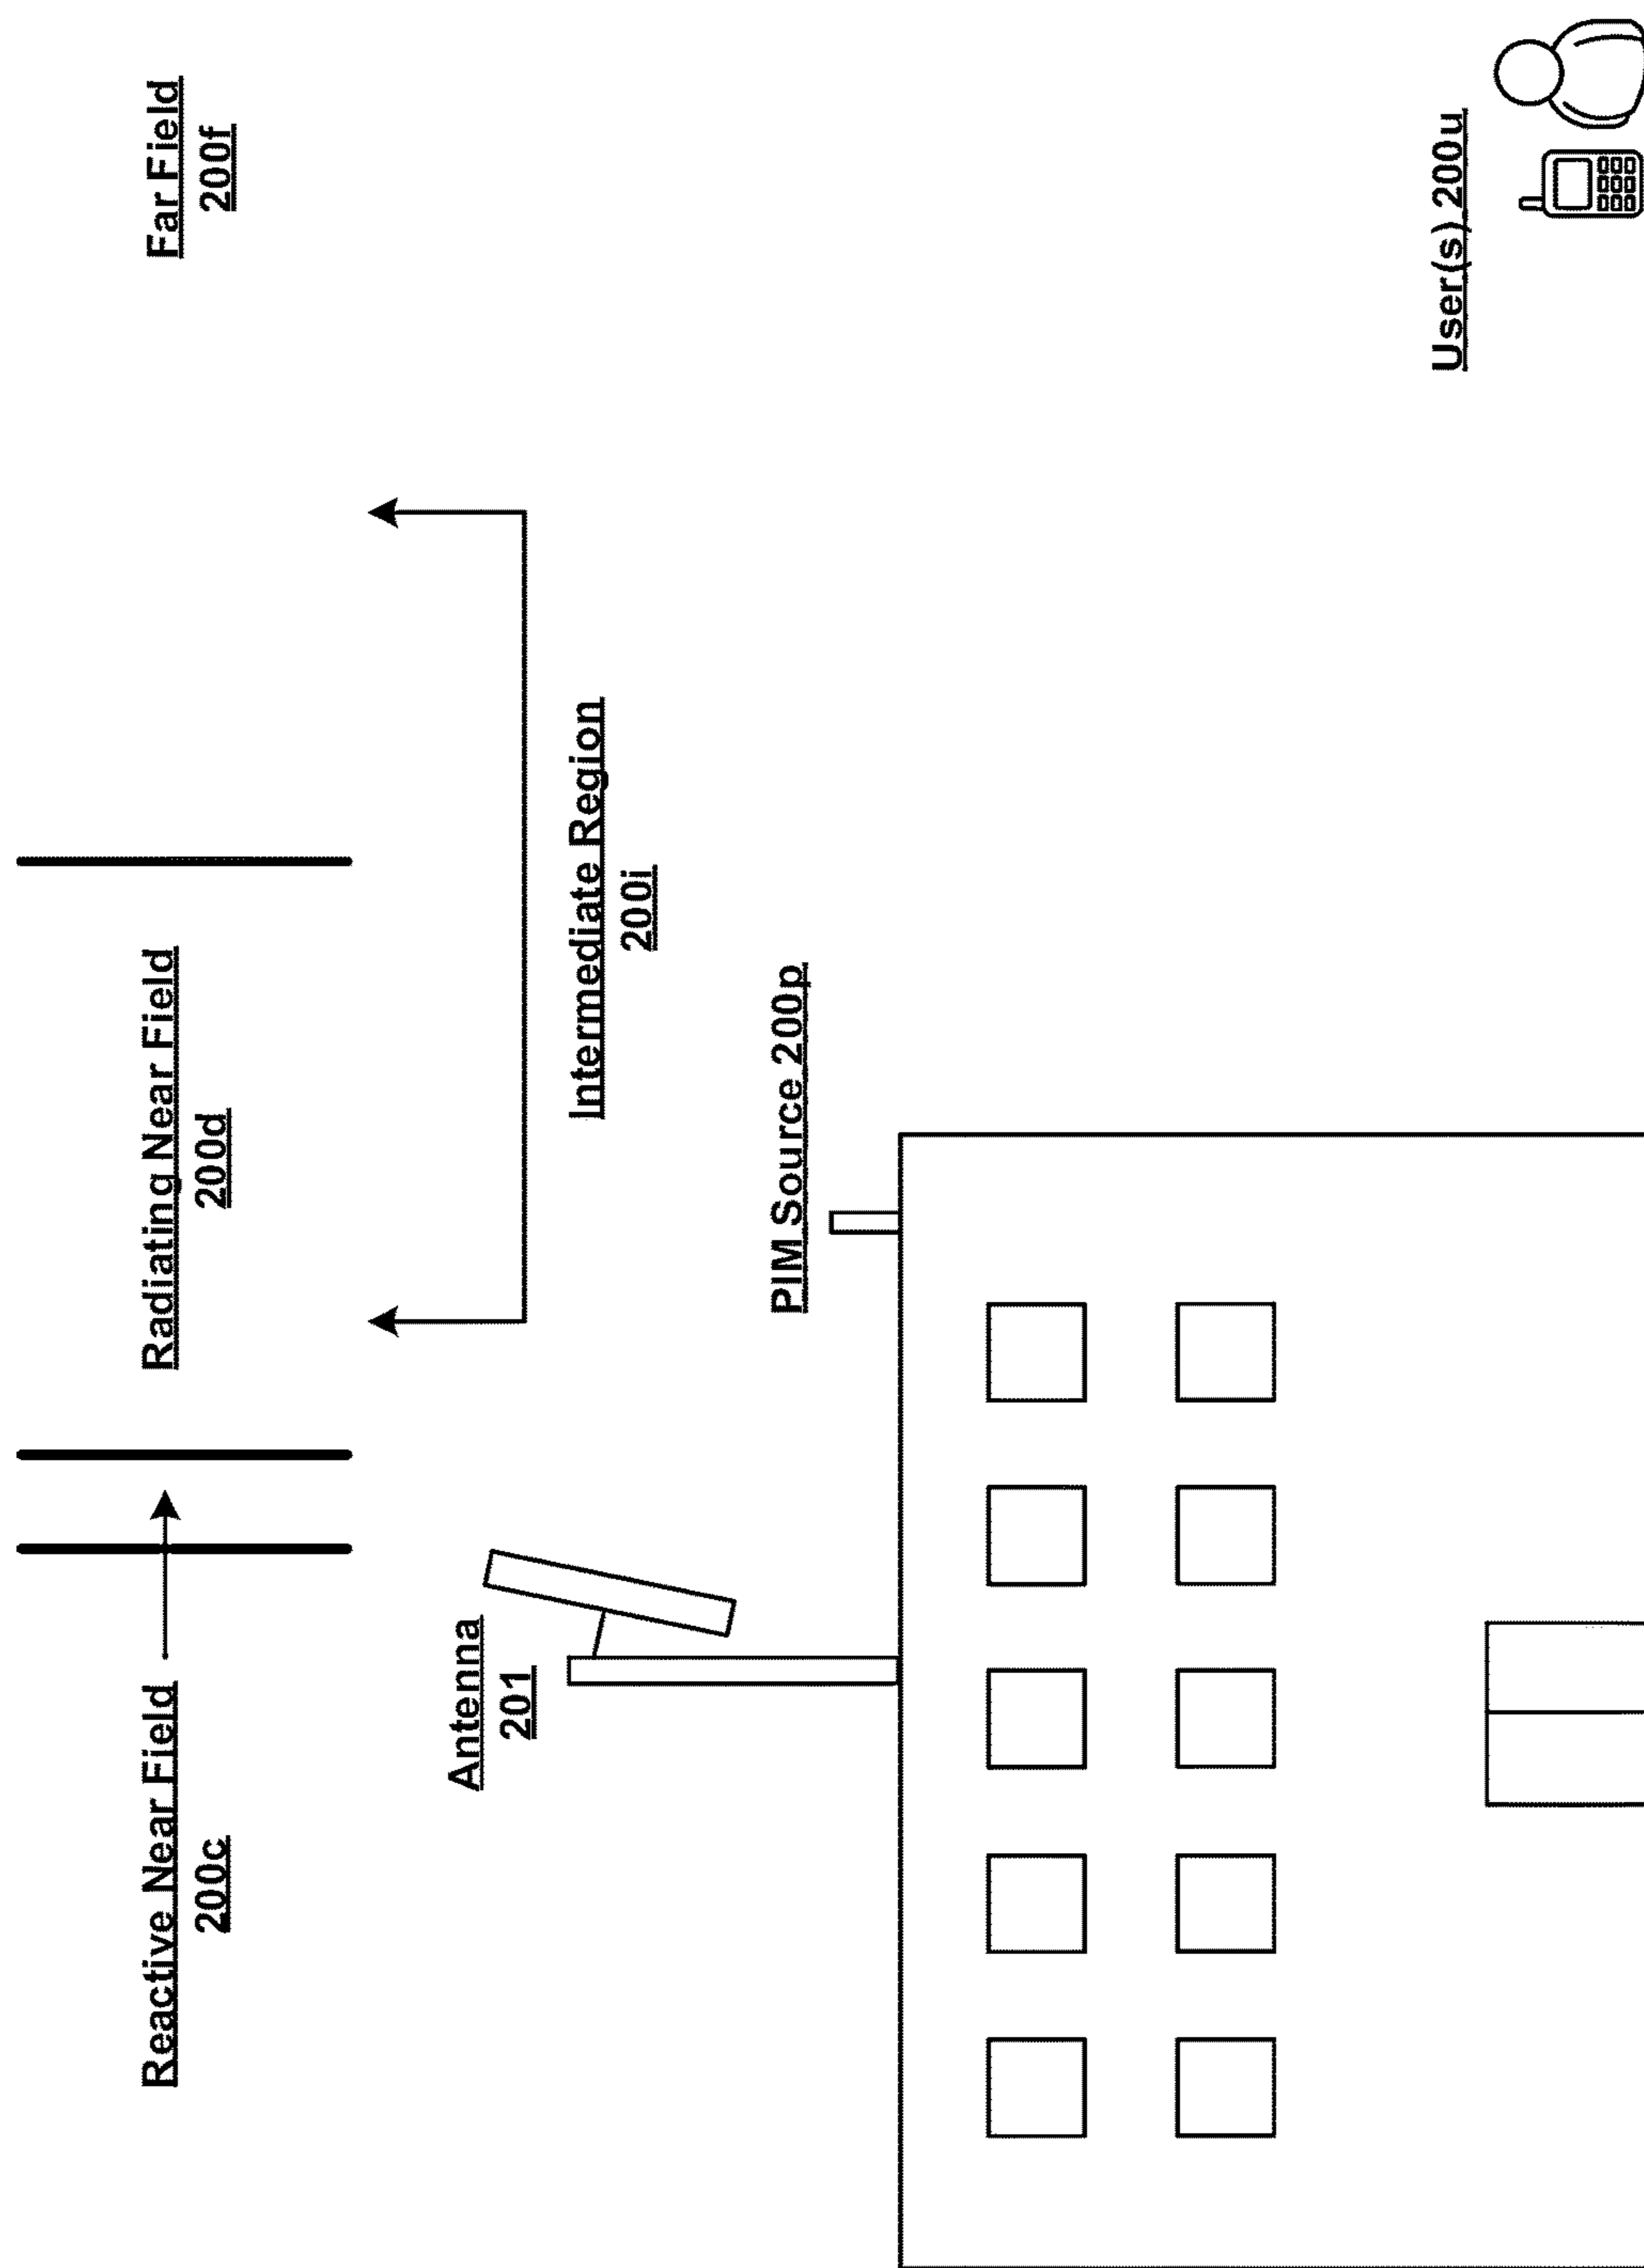 Reactive Near Field
200c
Radiating Near Field
200d
Far Field
200f
Antenna
201
Intermediate Region
200i
PIM Source 200p
User(s) 200u